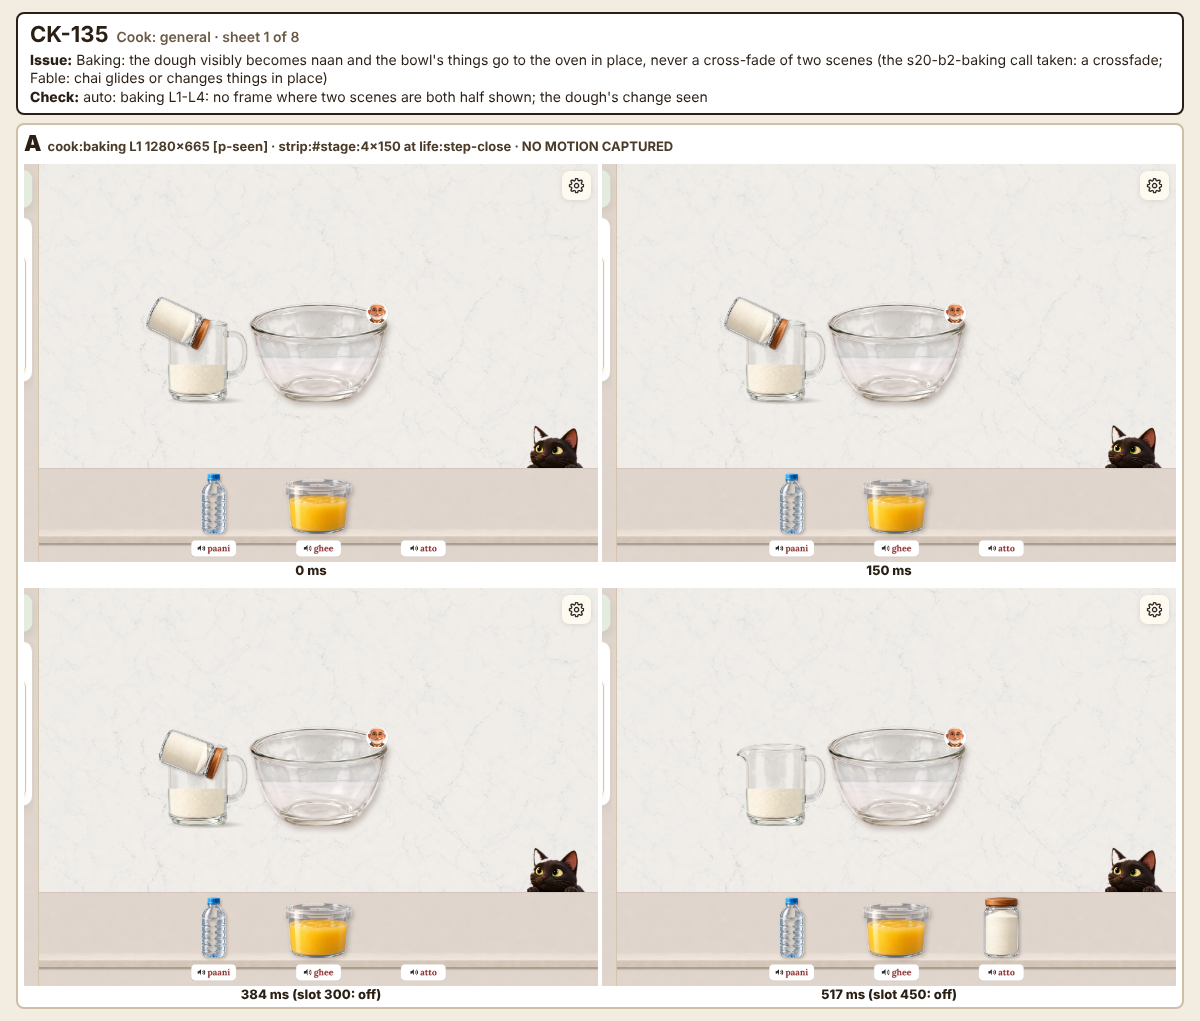 CK-135 Cook: general · sheet 1 of 8
Issue: Baking: the dough visibly becomes naan and the bowl's things go to the oven in place, never a cross-fade of two scenes (the s20-b2-baking call taken: a crossfade;
Fable: chai glides or changes things in place)
Check: auto: baking L1-L4: no frame where two scenes are both half shown; the dough's change seen
A cook:baking L1 1280×665 [p-seen] · strip:#stage:4×150 at life:step-close · NO MOTION CAPTURED
paani ghee atto
paani ghee atto
0 ms
150 ms
paani ghee atto
paani ghee atto
384 ms (slot 300: off)
517 ms (slot 450: off)